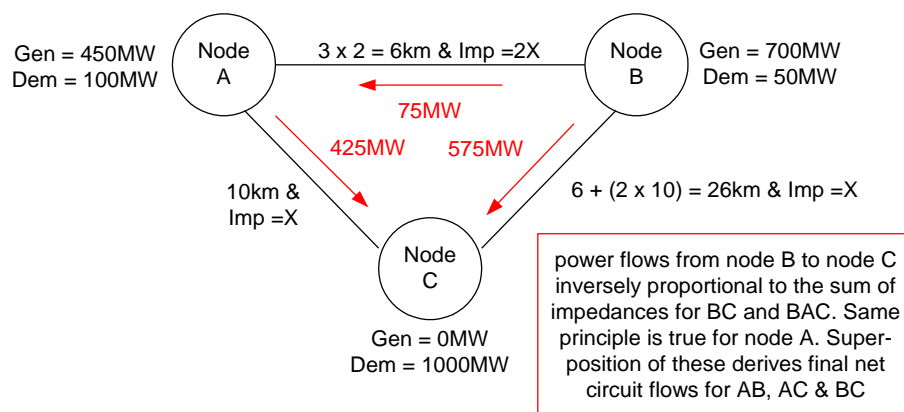 Gen = 450MW
Dem = 100MW
Node
A
3 x 2 = 6km & Imp =2X
Node
B
Gen = 700MW
Dem = 50MW
75MW
425MW
575MW
10km &
Imp =X
6 + (2 x 10) = 26km & Imp =X
Node
C
Gen = 0MW
Dem = 1000MW
power flows from node B to node C
inversely proportional to the sum of
impedances for BC and BAC. Same
principle is true for node A. Super-
position of these derives final net
circuit flows for AB, AC & BC